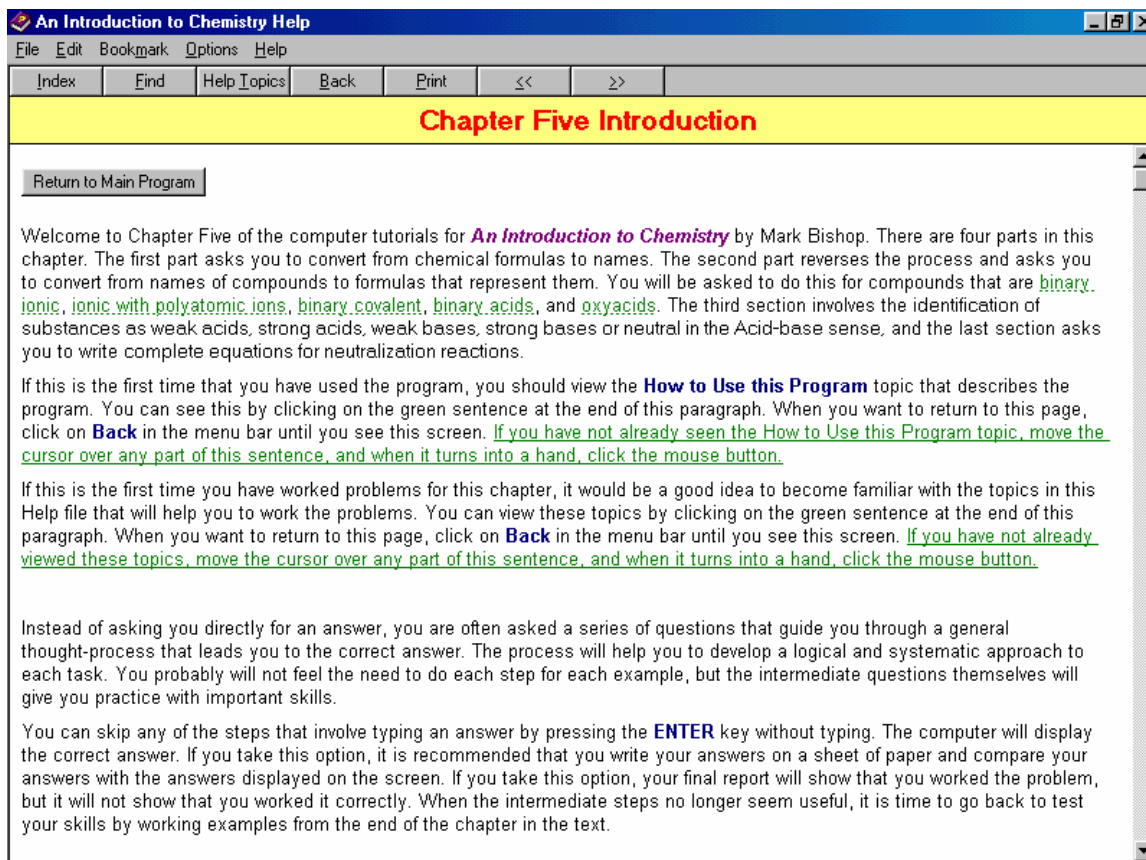 An Introduction to Chemistry Help
File Edit Bookmark Options Help
Index Find Help Topics Back Print << >>
Chapter Five Introduction
Return to Main Program
Welcome to Chapter Five of the computer tutorials for An Introduction to Chemistry by Mark Bishop. There are four parts in this
chapter. The first part asks you to convert from chemical formulas to names. The second part reverses the process and asks you
to convert from names of compounds to formulas that represent them. You will be asked to do this for compounds that are binary
ionic, ionic with polyatomic ions, binary covalent, binary acids, and oxyacids. The third section involves the identification of
substances as weak acids, strong acids, weak bases, strong bases or neutral in the Acid-base sense, and the last section asks
you to write complete equations for neutralization reactions.
If this is the first time that you have used the program, you should view the How to Use this Program topic that describes the
program. You can see this by clicking on the green sentence at the end of this paragraph. When you want to return to this page,
click on Back in the menu bar until you see this screen. If you have not already seen the How to Use this Program topic, move the
cursor over any part of this sentence, and when it turns into a hand, click the mouse button.
If this is the first time you have worked problems for this chapter, it would be a good idea to become familiar with the topics in this
Help file that will help you to work the problems. You can view these topics by clicking on the green sentence at the end of this
paragraph. When you want to return to this page, click on Back in the menu bar until you see this screen. If you have not already
viewed these topics, move the cursor over any part of this sentence, and when it turns into a hand, click the mouse button.
Instead of asking you directly for an answer, you are often asked a series of questions that guide you through a general
thought-process that leads you to the correct answer. The process will help you to develop a logical and systematic approach to
each task. You probably will not feel the need to do each step for each example, but the intermediate questions themselves will
give you practice with important skills.
You can skip any of the steps that involve typing an answer by pressing the ENTER key without typing. The computer will display
the correct answer. If you take this option, it is recommended that you write your answers on a sheet of paper and compare your
answers with the answers displayed on the screen. If you take this option, your final report will show that you worked the problem,
but it will not show that you worked it correctly. When the intermediate steps no longer seem useful, it is time to go back to test
your skills by working examples from the end of the chapter in the text.